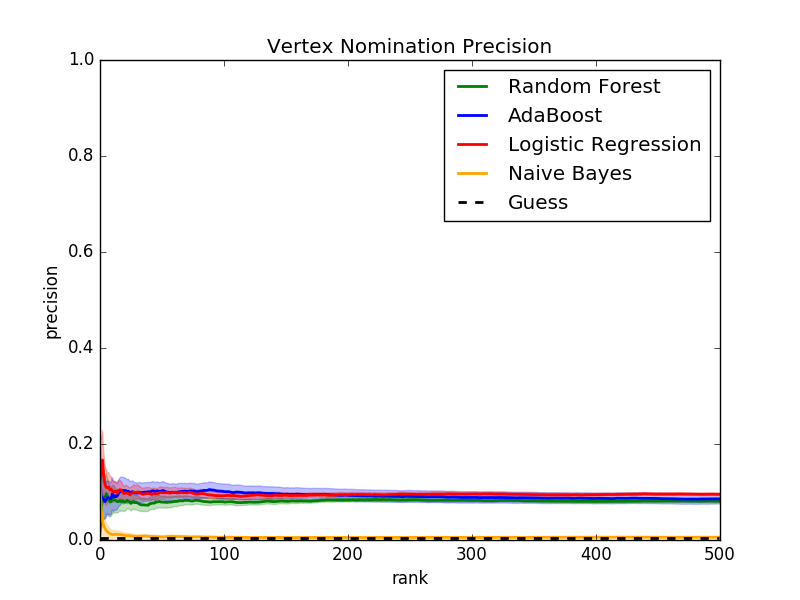 Vertex Nomination Precision
1.0
0.8
0.6
0.4
0.2
0.0
precision
Random Forest
AdaBoost
Logistic Regression
Naive Bayes
Guess
0 100 200 300 400 500
rank